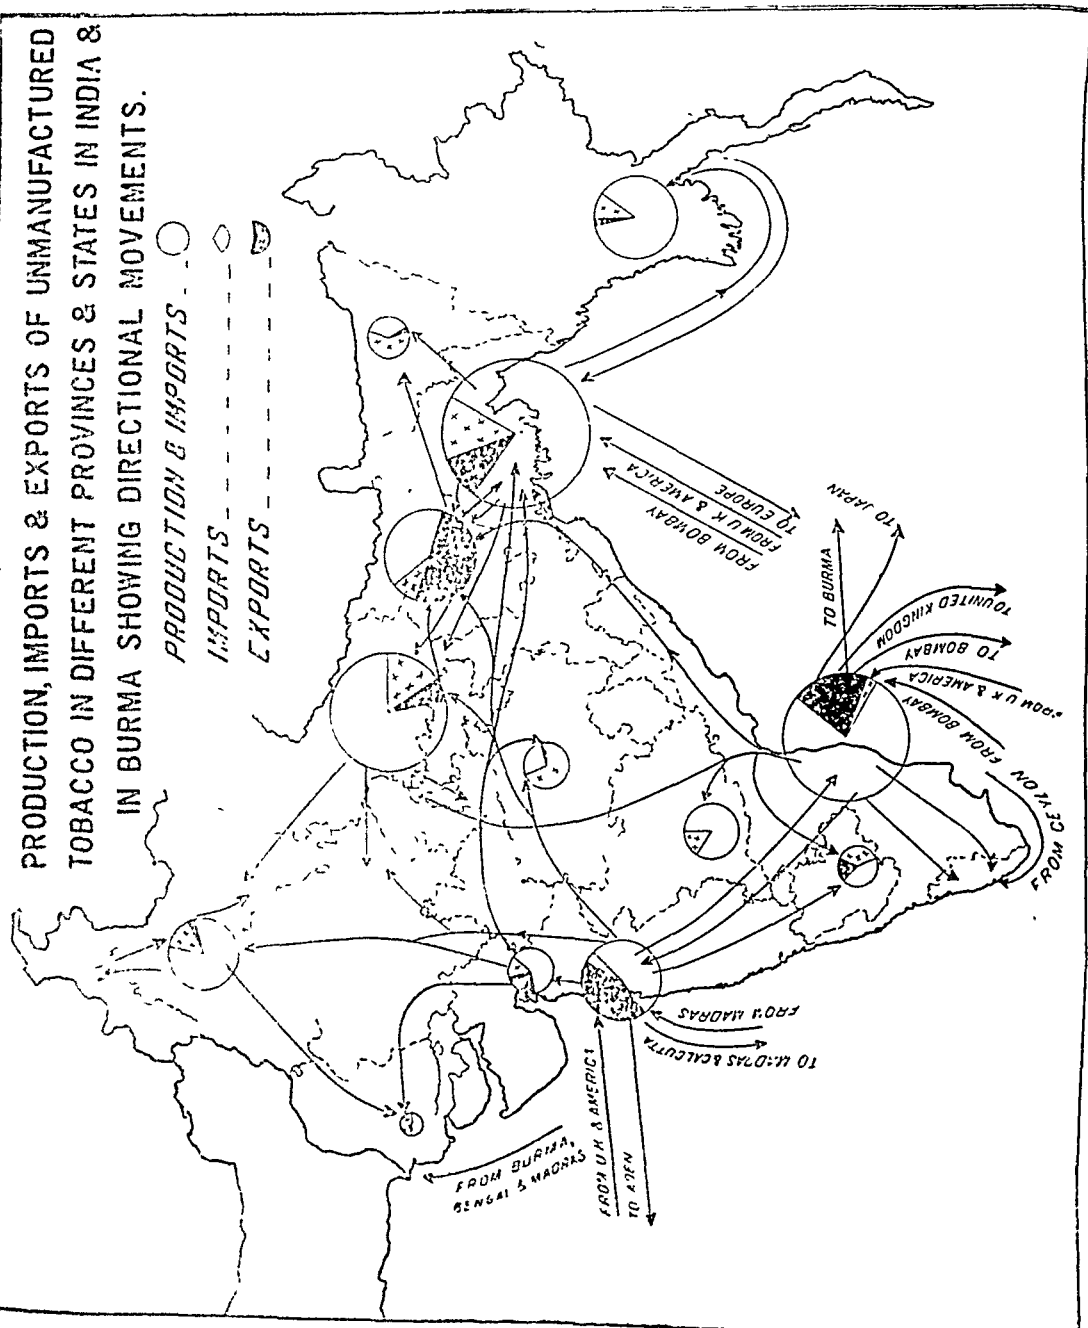 PRODUCTION, IMPORTS & EXPORTS OF UNMANUFACTURED
TOBACCO IN DIFFERENT PROVINCES & STATES IN INDIA &
IN BURMA SHOWING DIRECTIONAL MOVEMENTS.
PRODUCTION & IMPORTS
IMPORTS
EXPORTS
FROM BURMA,
BENGAL & MADRAS
FROM U K & AMERICA
TO ADEN
FROM MADRAS
TO MADRAS & CALCUTTA
FROM BOMBAY
FROM U K & AMERICA
TO EUROPE
TO BURMA
TO JAPAN
TO UNITED KINGDOM
TO BOMBAY
FROM U K & AMERICA
FROM BOMBAY
FROM CEYLON